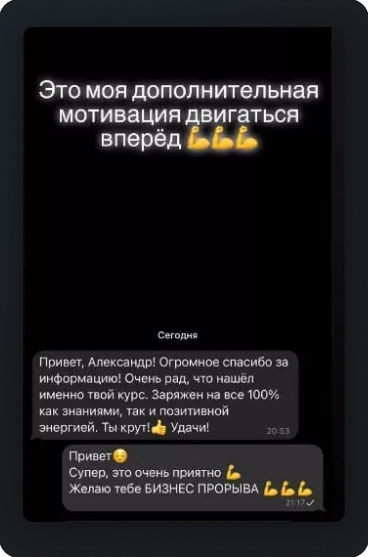 Это моя дополнительная
мотивация двигаться
вперёд 💪💪💪
Сегодня
Привет, Александр! Огромное спасибо за
информацию! Очень рад, что нашёл
именно твой курс. Заряжен на все 100%
как знаниями, так и позитивной
энергией. Ты крут!👍 Удачи!
20:53
Привет☺️
Супер, это очень приятно 💪
Желаю тебе БИЗНЕС ПРОРЫВА 💪💪💪
21:17✓